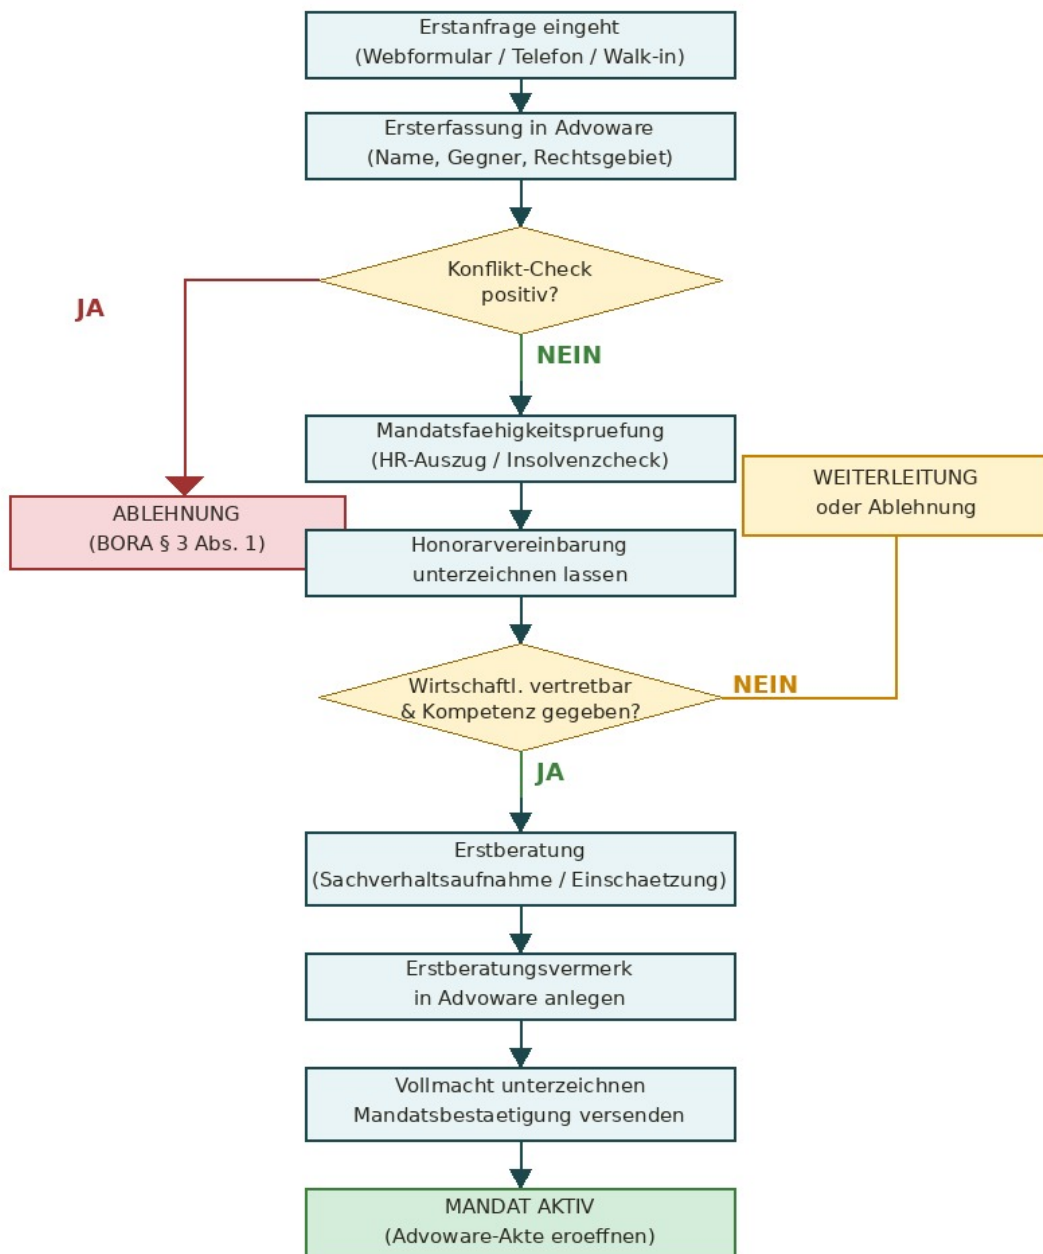 Erstanfrage eingeht
(Webformular / Telefon / Walk-in)
Ersterfassung in Advoware
(Name, Gegner, Rechtsgebiet)
Konflikt-Check
positiv?
JA
NEIN
Mandatsfaehigkeitspruefung
(HR-Auszug / Insolvenzcheck)
WEITERLEITUNG
oder Ablehnung
ABLEHNUNG
(BORA § 3 Abs. 1)
Honorarvereinbarung
unterzeichnen lassen
Wirtschaftl. vertretbar
& Kompetenz gegeben?
NEIN
JA
Erstberatung
(Sachverhaltsaufnahme / Einschaetzung)
Erstberatungsvermerk
in Advoware anlegen
Vollmacht unterzeichnen
Mandatsbestaetigung versenden
MANDAT AKTIV
(Advoware-Akte eroeffnen)